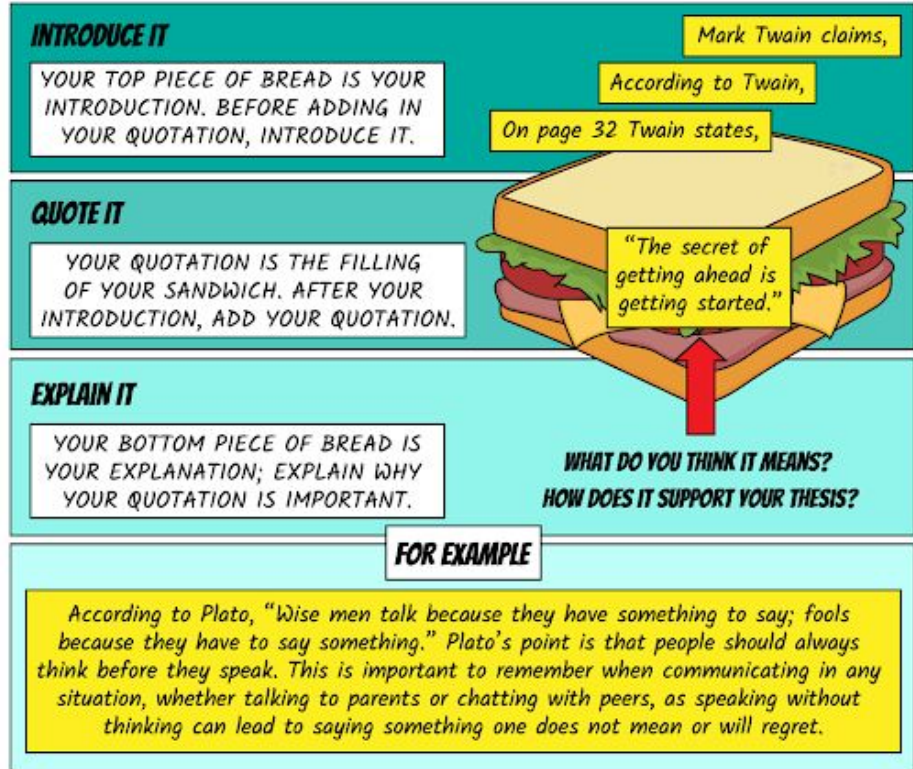 INTRODUCE IT
YOUR TOP PIECE OF BREAD IS YOUR
INTRODUCTION. BEFORE ADDING IN
YOUR QUOTATION, INTRODUCE IT.
Mark Twain claims,
According to Twain,
On page 32 Twain states,
QUOTE IT
YOUR QUOTATION IS THE FILLING
OF YOUR SANDWICH. AFTER YOUR
INTRODUCTION, ADD YOUR QUOTATION.
“The secret of
getting ahead is
getting started.”
EXPLAIN IT
YOUR BOTTOM PIECE OF BREAD IS
YOUR EXPLANATION; EXPLAIN WHY
YOUR QUOTATION IS IMPORTANT.
WHAT DO YOU THINK IT MEANS?
HOW DOES IT SUPPORT YOUR THESIS?
FOR EXAMPLE
According to Plato, “Wise men talk because they have something to say; fools
because they have to say something.” Plato’s point is that people should always
think before they speak. This is important to remember when communicating in any
situation, whether talking to parents or chatting with peers, as speaking without
thinking can lead to saying something one does not mean or will regret.